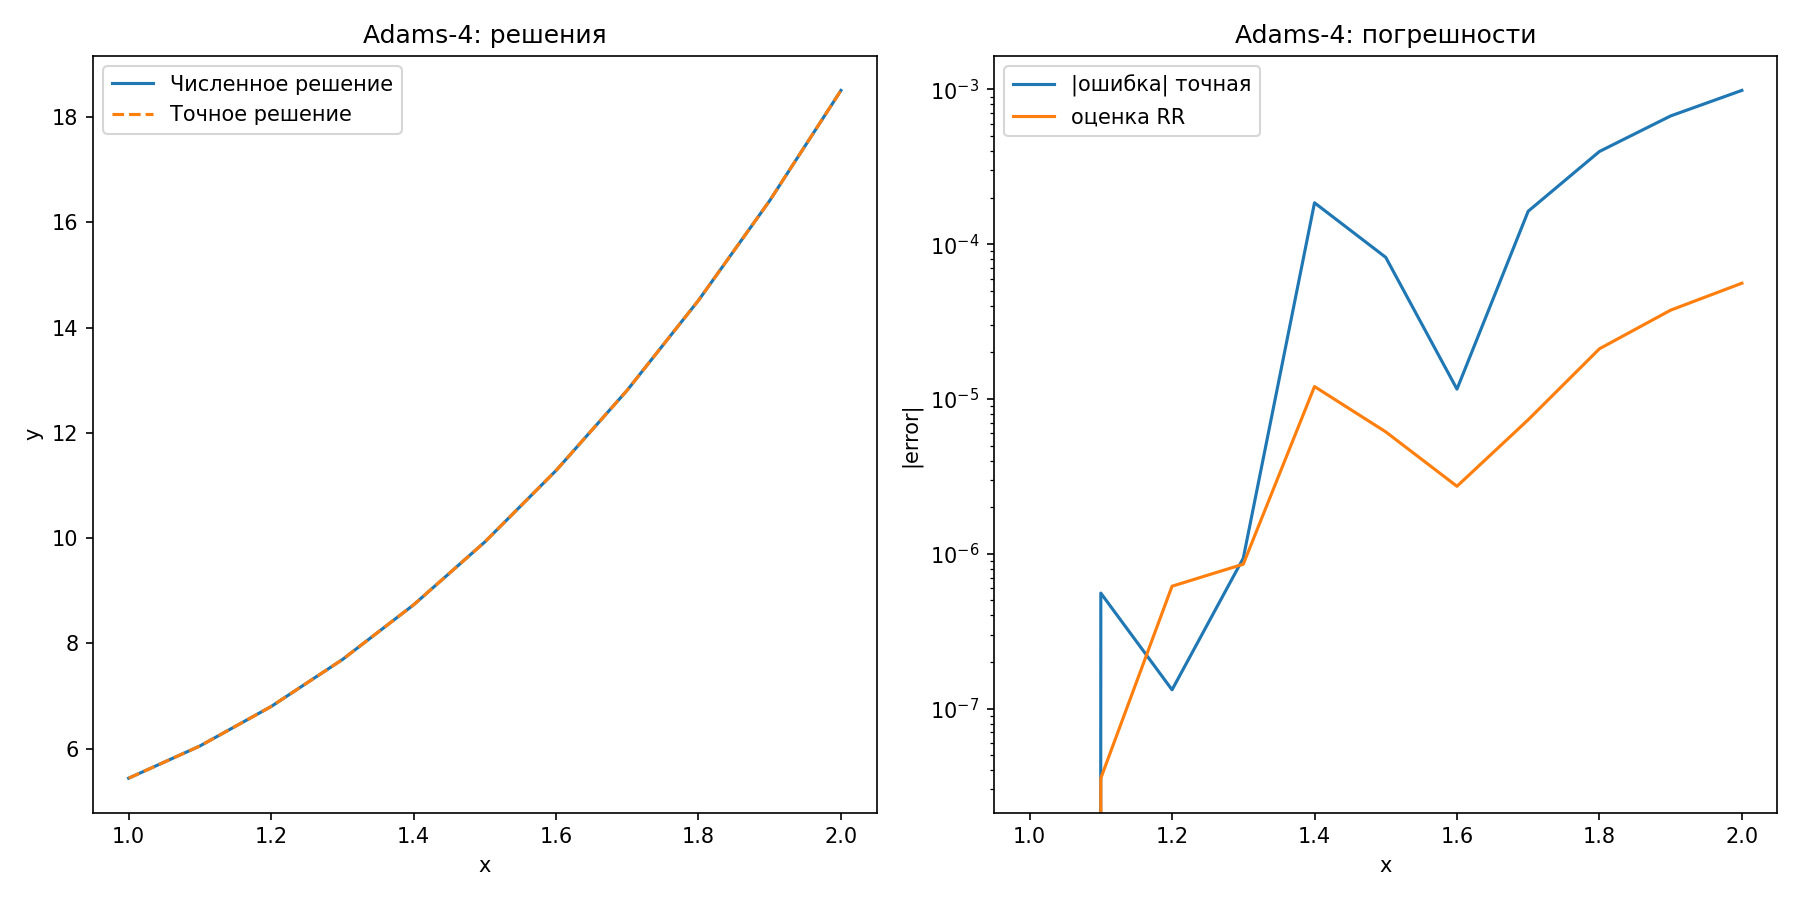 Adams-4: решения
Численное решение
Точное решение
18
16
14
12
10
8
6
y
1.0 1.2 1.4 1.6 1.8 2.0
x
Adams-4: погрешности
|ошибка| точная
оценка RR
10⁻³
10⁻⁴
10⁻⁵
10⁻⁶
10⁻⁷
|error|
1.0 1.2 1.4 1.6 1.8 2.0
x